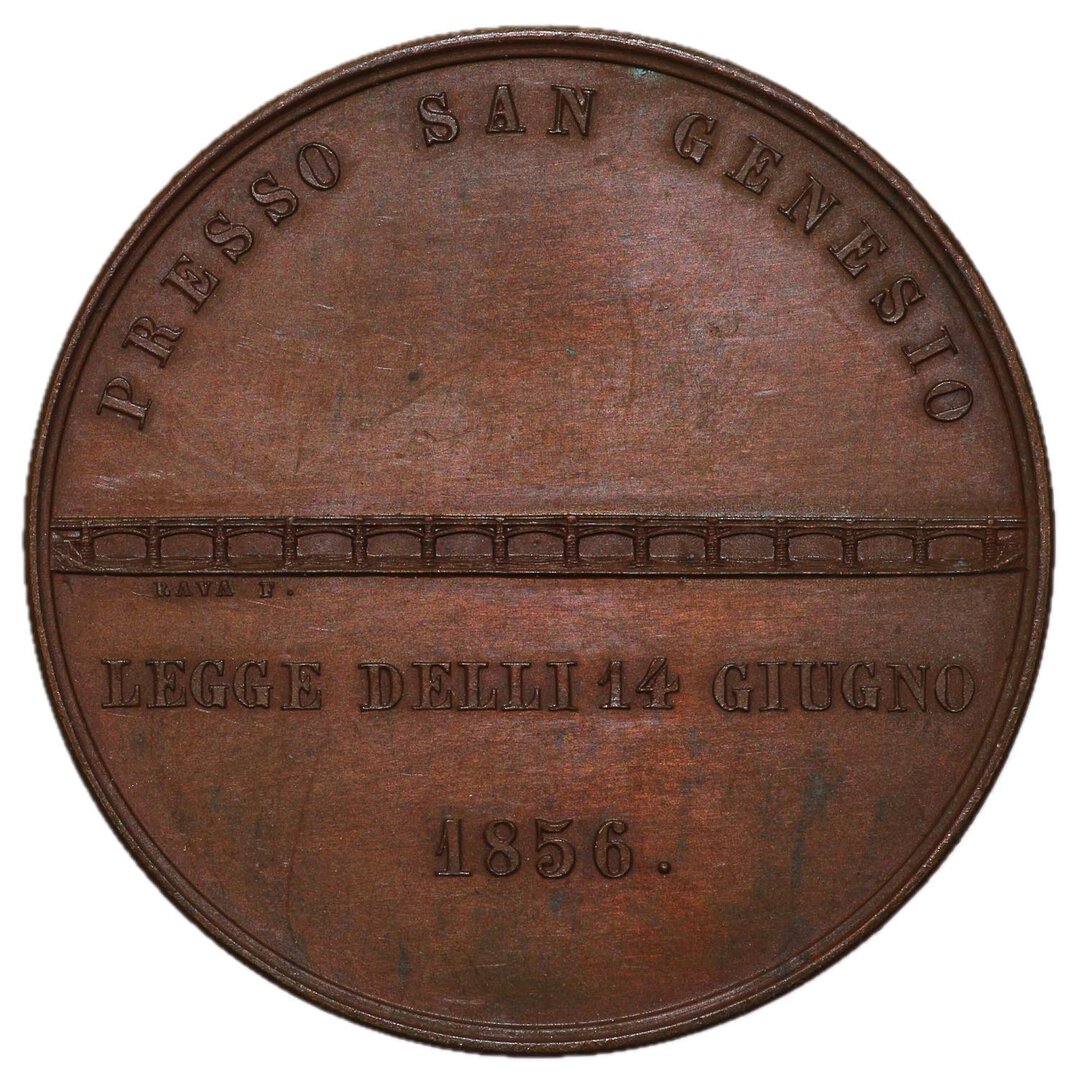 PRESSO SAN GENESIO
RAVA F.
LEGGE DELLI 14 GIUGNO
1856.